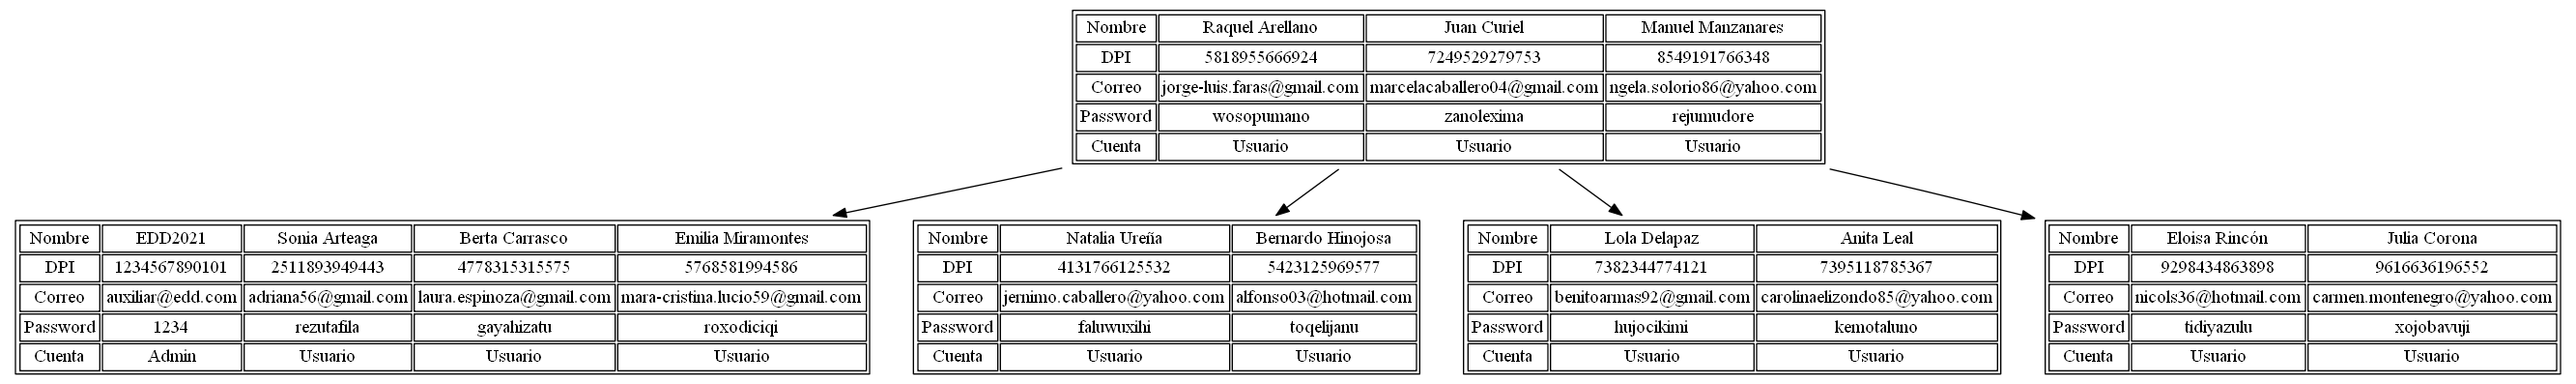 Nombre Raquel Arellano Juan Curiel Manuel Manzanares
DPI 5818955666924 7249529279753 8549191766348
Correo jorge-luis.faras@gmail.com marcelacaballero04@gmail.com ngela.solorio86@yahoo.com
Password wosopumano zanolexima rejumudore
Cuenta Usuario Usuario Usuario
Nombre EDD2021 Sonia Arteaga Berta Carrasco Emilia Miramontes
DPI 1234567890101 2511893949443 4778315315575 5768581994586
Correo auxiliar@edd.com adriana56@gmail.com laura.espinoza@gmail.com mara-cristina.lucio59@gmail.com
Password 1234 rezutafila gayahizatu roxodiciqi
Cuenta Admin Usuario Usuario Usuario
Nombre Natalia Ureña Bernardo Hinojosa
DPI 4131766125532 5423125969577
Correo jernimo.caballero@yahoo.com alfonso03@hotmail.com
Password faluwuxihi toqelijanu
Cuenta Usuario Usuario
Nombre Lola Delapaz Anita Leal
DPI 7382344774121 7395118785367
Correo benitoarmas92@gmail.com carolinaelizondo85@yahoo.com
Password hujocikimi kemotaluno
Cuenta Usuario Usuario
Nombre Eloisa Rincón Julia Corona
DPI 9298434863898 9616636196552
Correo nicols36@hotmail.com carmen.montenegro@yahoo.com
Password tidiyazulu xojobavuji
Cuenta Usuario Usuario